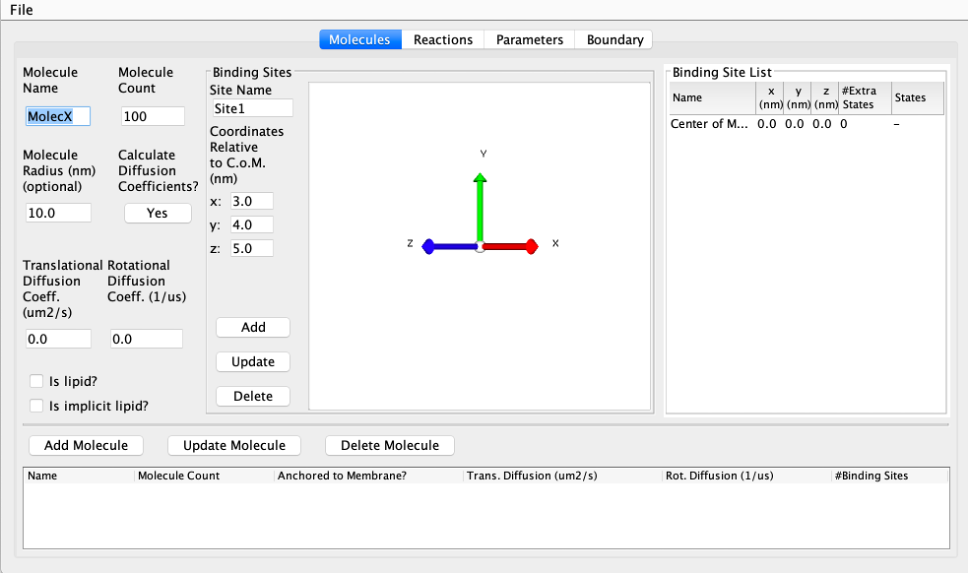 File
Molecules Reactions Parameters Boundary
Molecule
Name
MolecX
Molecule
Count
100
Molecule
Radius (nm)
(optional)
10.0
Calculate
Diffusion
Coefficients?
Yes
Translational
Diffusion
Coeff.
(um2/s)
0.0
Rotational
Diffusion
Coeff. (1/us)
0.0
Is lipid?
Is implicit lipid?
Binding Sites
Site Name
Site1
Coordinates
Relative
to C.o.M.
(nm)
x: 3.0
y: 4.0
z: 5.0
Add
Update
Delete
Y
Z
X
Binding Site List
Name x (nm) y (nm) z (nm) #Extra States States
Center of M... 0.0 0.0 0.0 0 –
Add Molecule Update Molecule Delete Molecule
Name Molecule Count Anchored to Membrane? Trans. Diffusion (um2/s) Rot. Diffusion (1/us) #Binding Sites